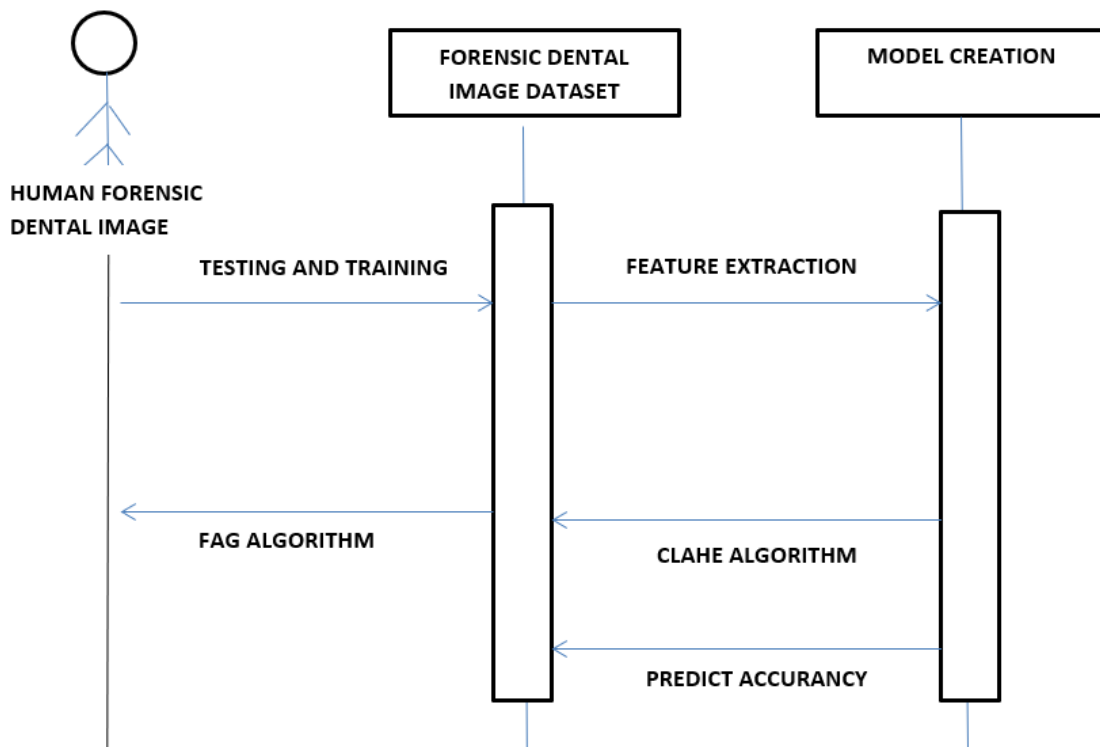 FORENSIC DENTAL
IMAGE DATASET
MODEL CREATION
HUMAN FORENSIC
DENTAL IMAGE
TESTING AND TRAINING
FEATURE EXTRACTION
FAG ALGORITHM
CLAHE ALGORITHM
PREDICT ACCURANCY